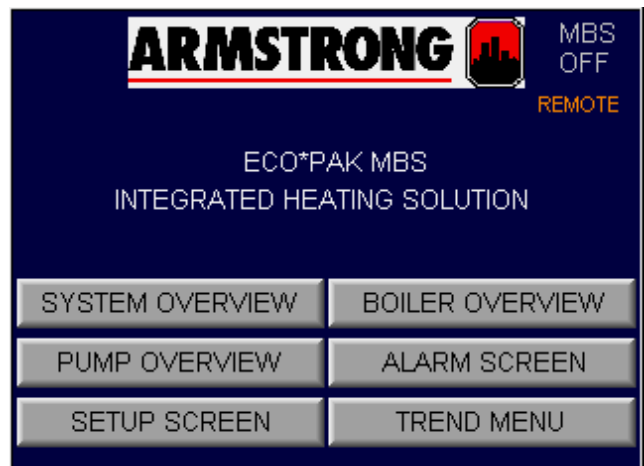 ARMSTRONG
MBS
OFF
REMOTE
ECO*PAK MBS
INTEGRATED HEATING SOLUTION
SYSTEM OVERVIEW
BOILER OVERVIEW
PUMP OVERVIEW
ALARM SCREEN
SETUP SCREEN
TREND MENU